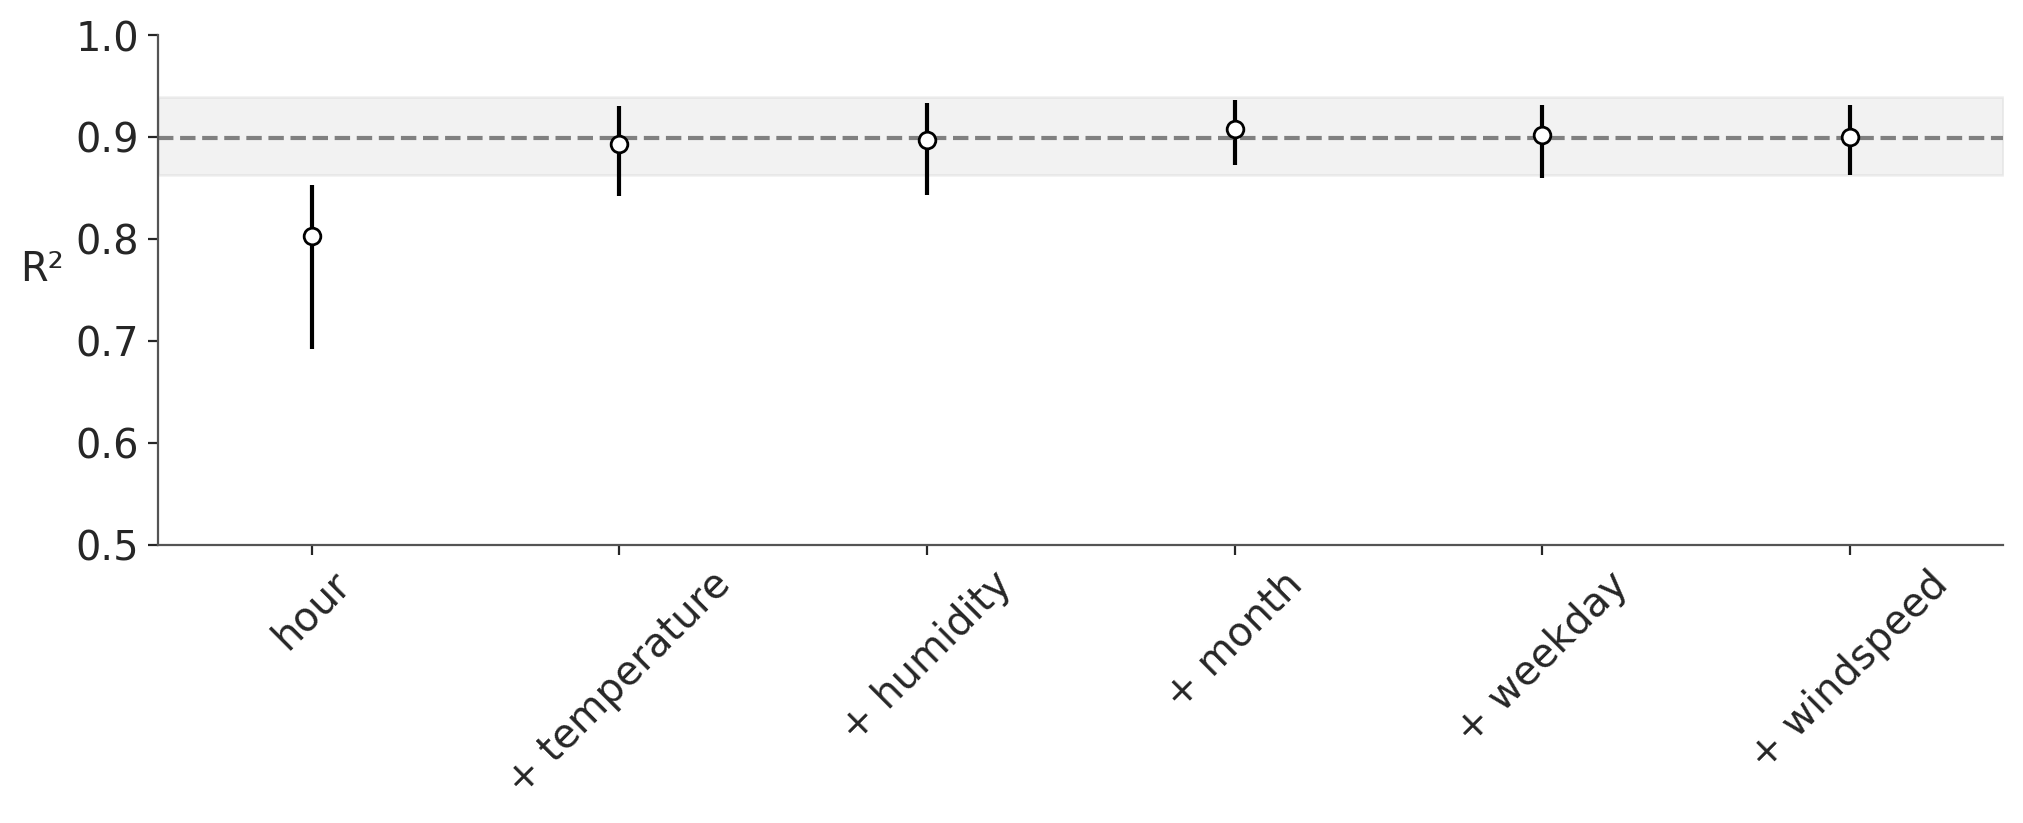 1.0
0.9
0.8
R²
0.7
0.6
0.5
hour
+ temperature
+ humidity
+ month
+ weekday
+ windspeed